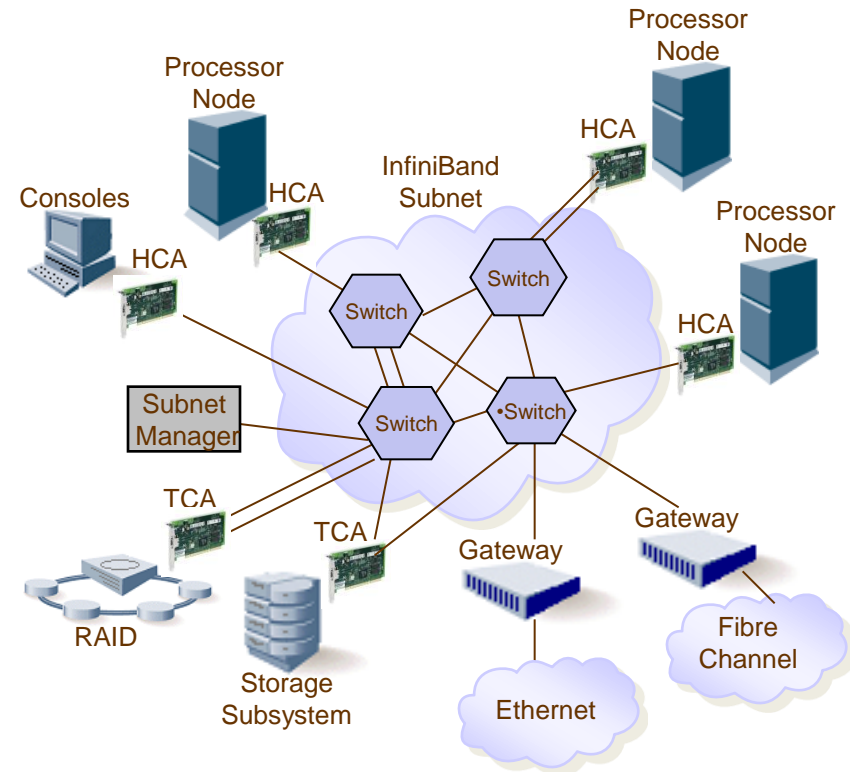 Processor
Node
Processor
Node
HCA
InfiniBand
Subnet
Consoles
HCA
Processor
Node
HCA
Switch
Switch
HCA
Subnet
Manager
Switch
•Switch
TCA
TCA
Gateway
Gateway
RAID
Fibre
Channel
Storage
Subsystem
Ethernet